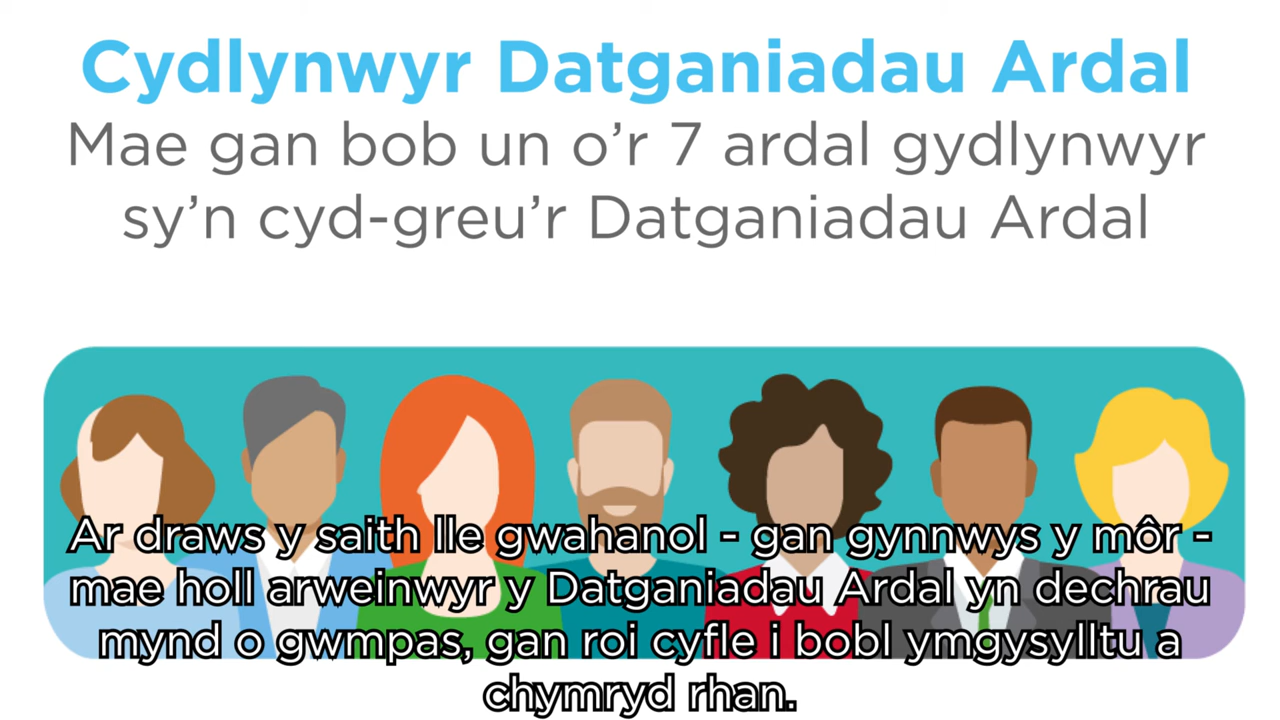 Cydlynwyr Datganiadau Ardal
Mae gan bob un o’r 7 ardal gydlynwyr
sy’n cyd-greu’r Datganiadau Ardal
Ar draws y saith lle gwahanol - gan gynnwys y môr -
mae holl arweinwyr y Datganiadau Ardal yn dechrau
mynd o gwmpas, gan roi cyfle i bobl ymgysylltu a
chymryd rhan.